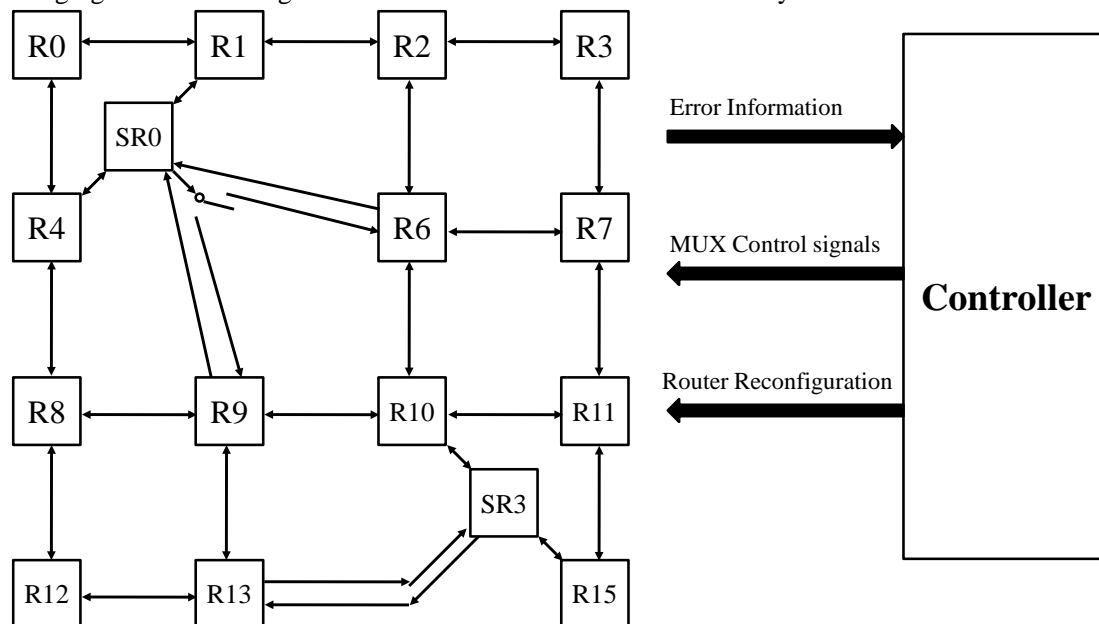 R0
R1
R2
R3
SR0
Error Information
R4
R6
R7
MUX Control signals
Controller
Router Reconfiguration
R8
R9
R10
R11
SR3
R12
R13
R15